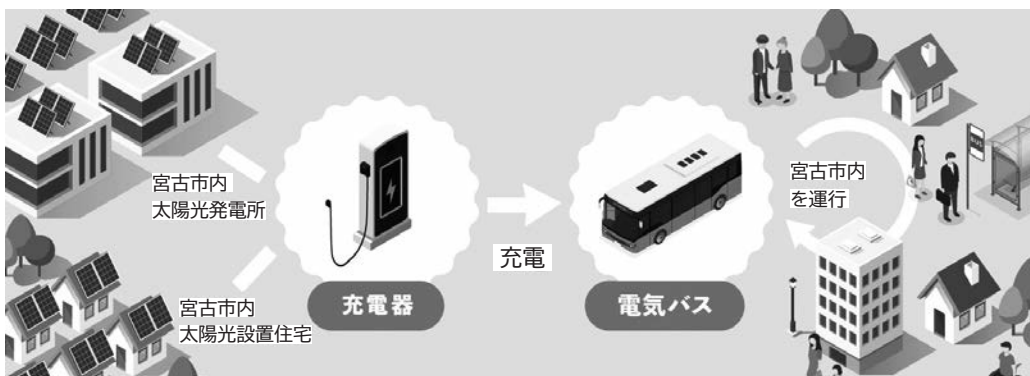 宮古市内
太陽光発電所
宮古市内
太陽光設置住宅
充電器
充電
電気バス
宮古市内
を運行
BUS